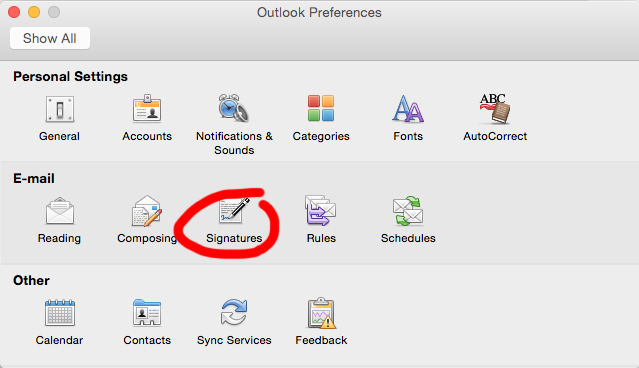 Outlook Preferences
Show All
Personal Settings
General
Accounts
Notifications &
Sounds
Categories
Fonts
ABC
AutoCorrect
E-mail
Reading
Composing
Signatures
Rules
Schedules
Other
Calendar
Contacts
Sync Services
Feedback